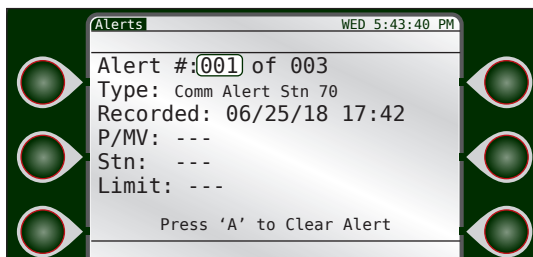 Alerts WED 5:43:40 PM
Alert #:001 of 003
Type: Comm Alert Stn 70
Recorded: 06/25/18 17:42
P/MV: ---
Stn: ---
Limit: ---
Press ‘A’ to Clear Alert